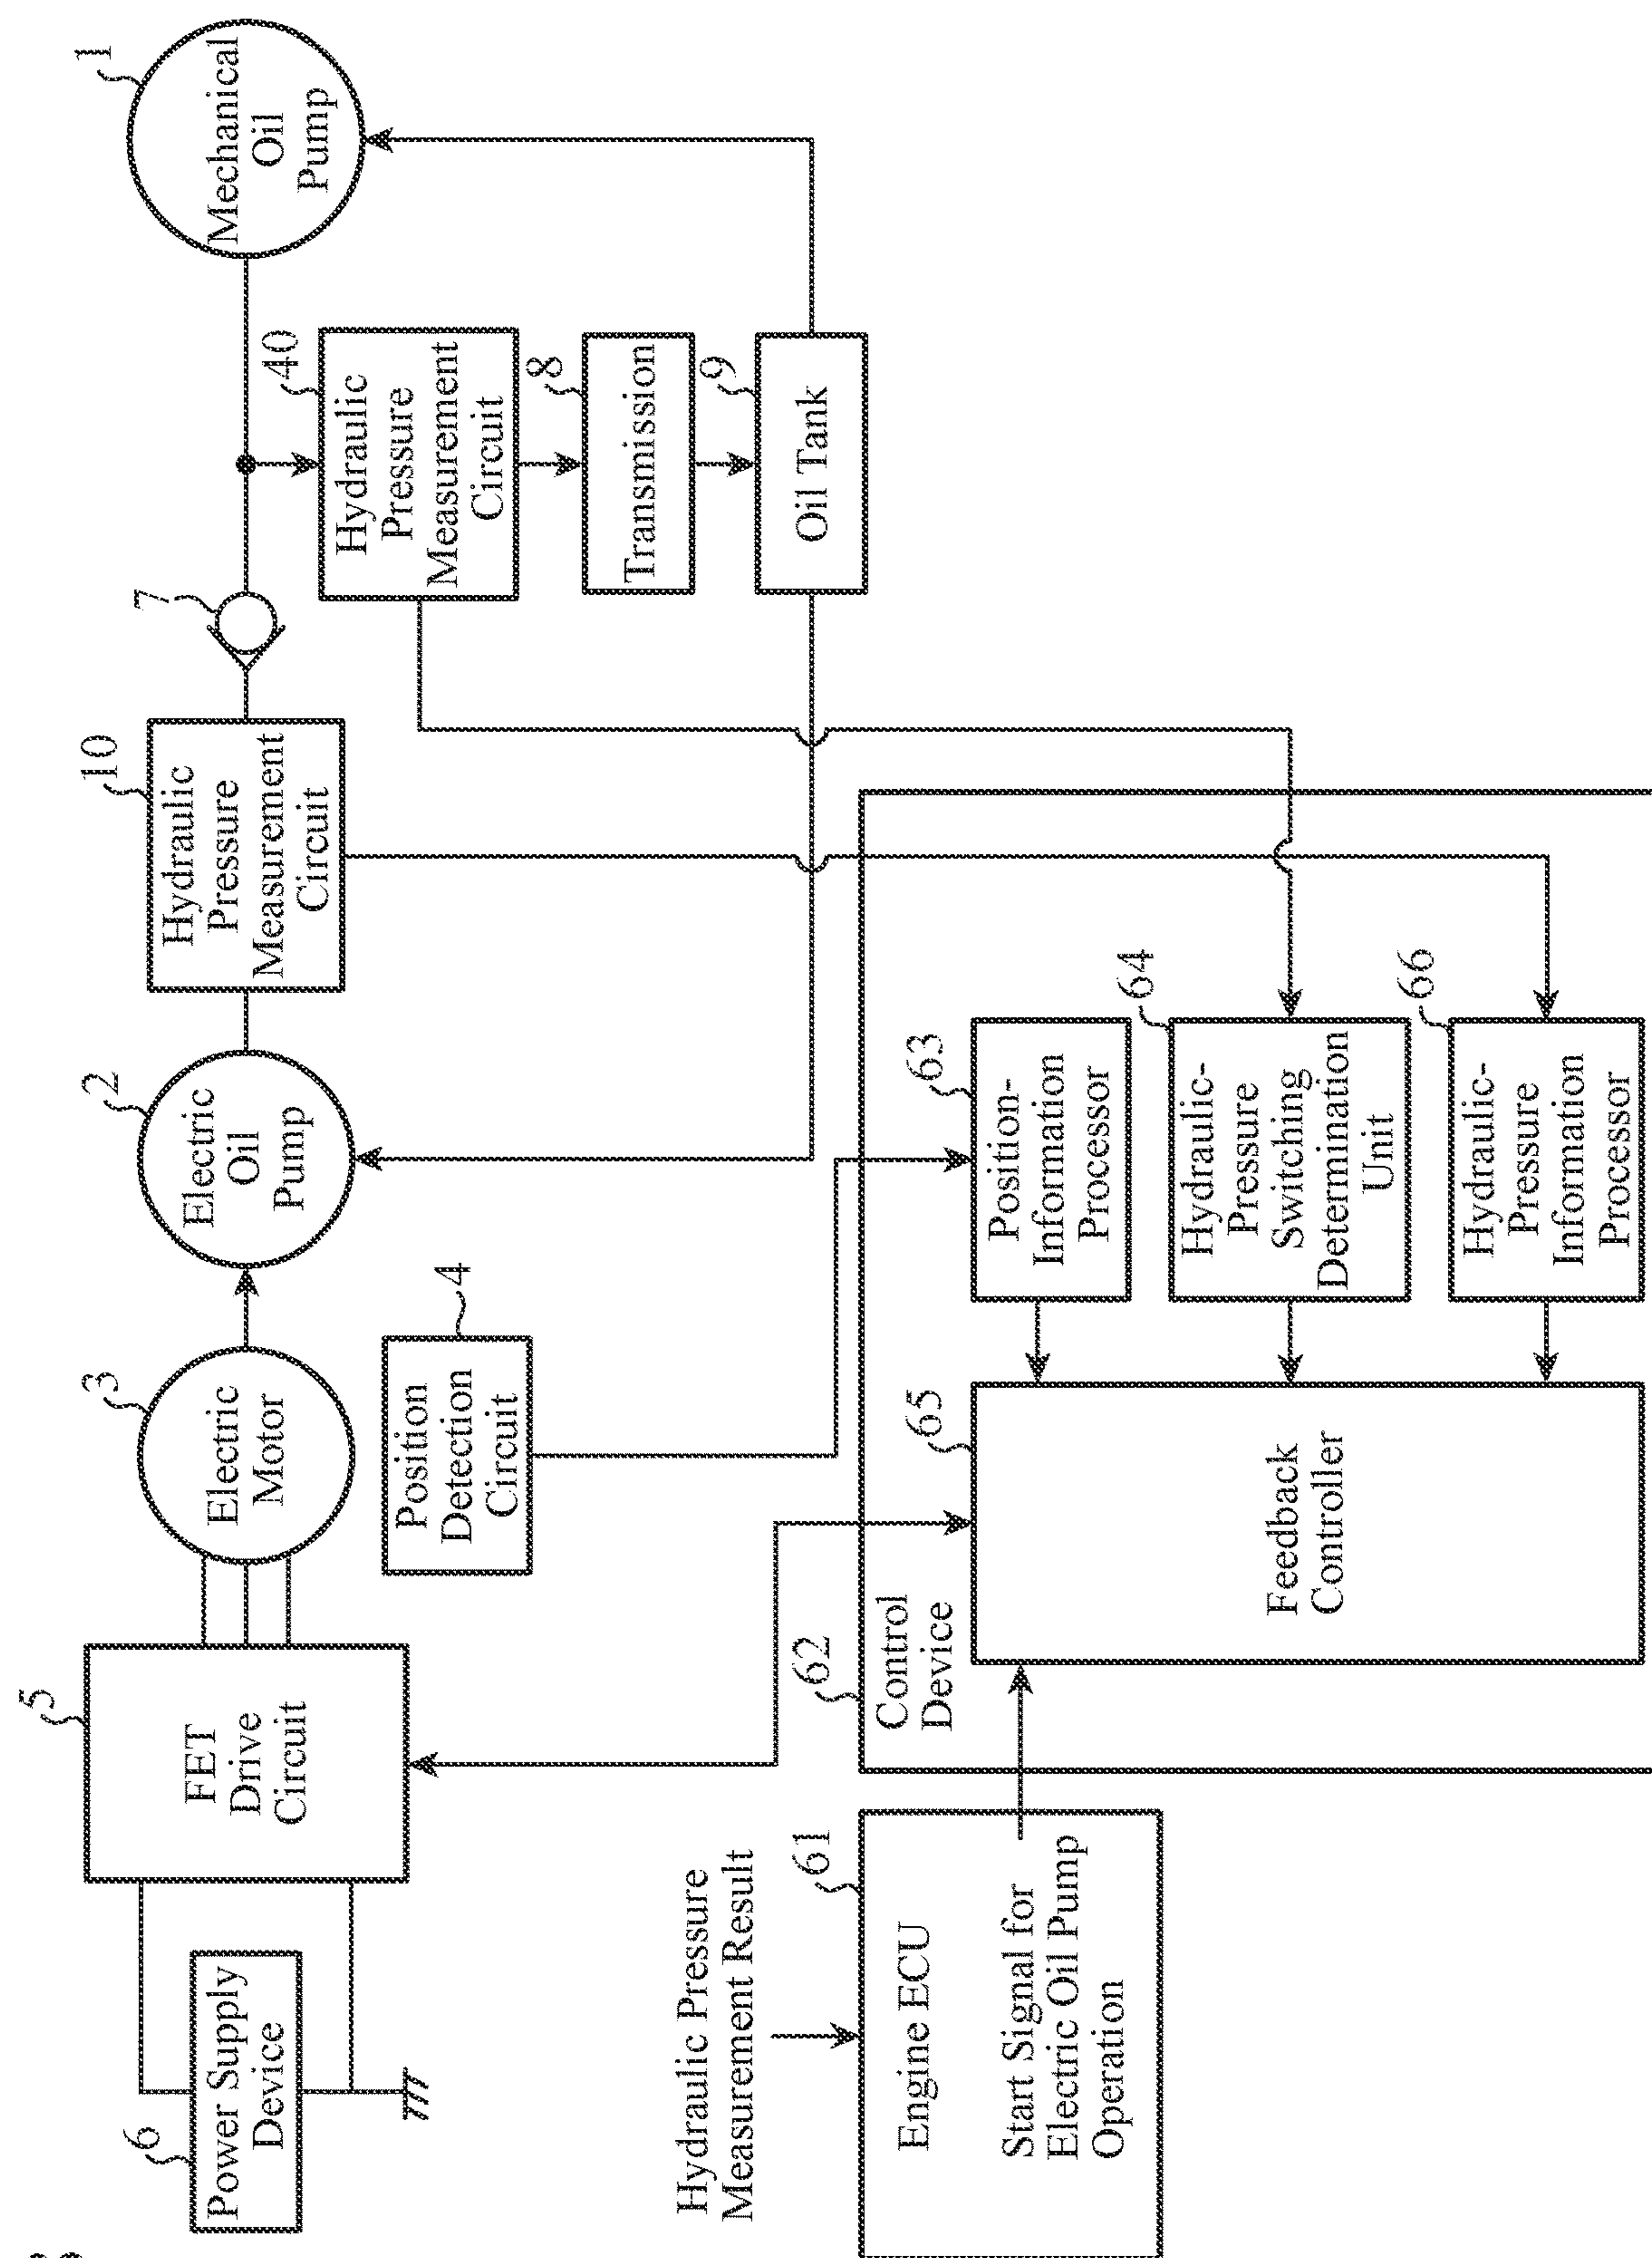 6
Power Supply
Device
5
FET
Drive
Circuit
3
Electric
Motor
2
Electric
Oil
Pump
10
Hydraulic
Pressure
Measurement
Circuit
7
1
Mechanical
Oil
Pump
4
Position
Detection
Circuit
40
Hydraulic
Pressure
Measurement
Circuit
8
Transmission
9
Oil Tank
Hydraulic Pressure
Measurement Result
61
Engine ECU
Start Signal for
Electric Oil Pump
Operation
62
Control
Device
65
Feedback
Controller
63
Position-
Information
Processor
64
Hydraulic-
Pressure
Switching
Determination
Unit
66
Hydraulic-
Pressure
Information
Processor